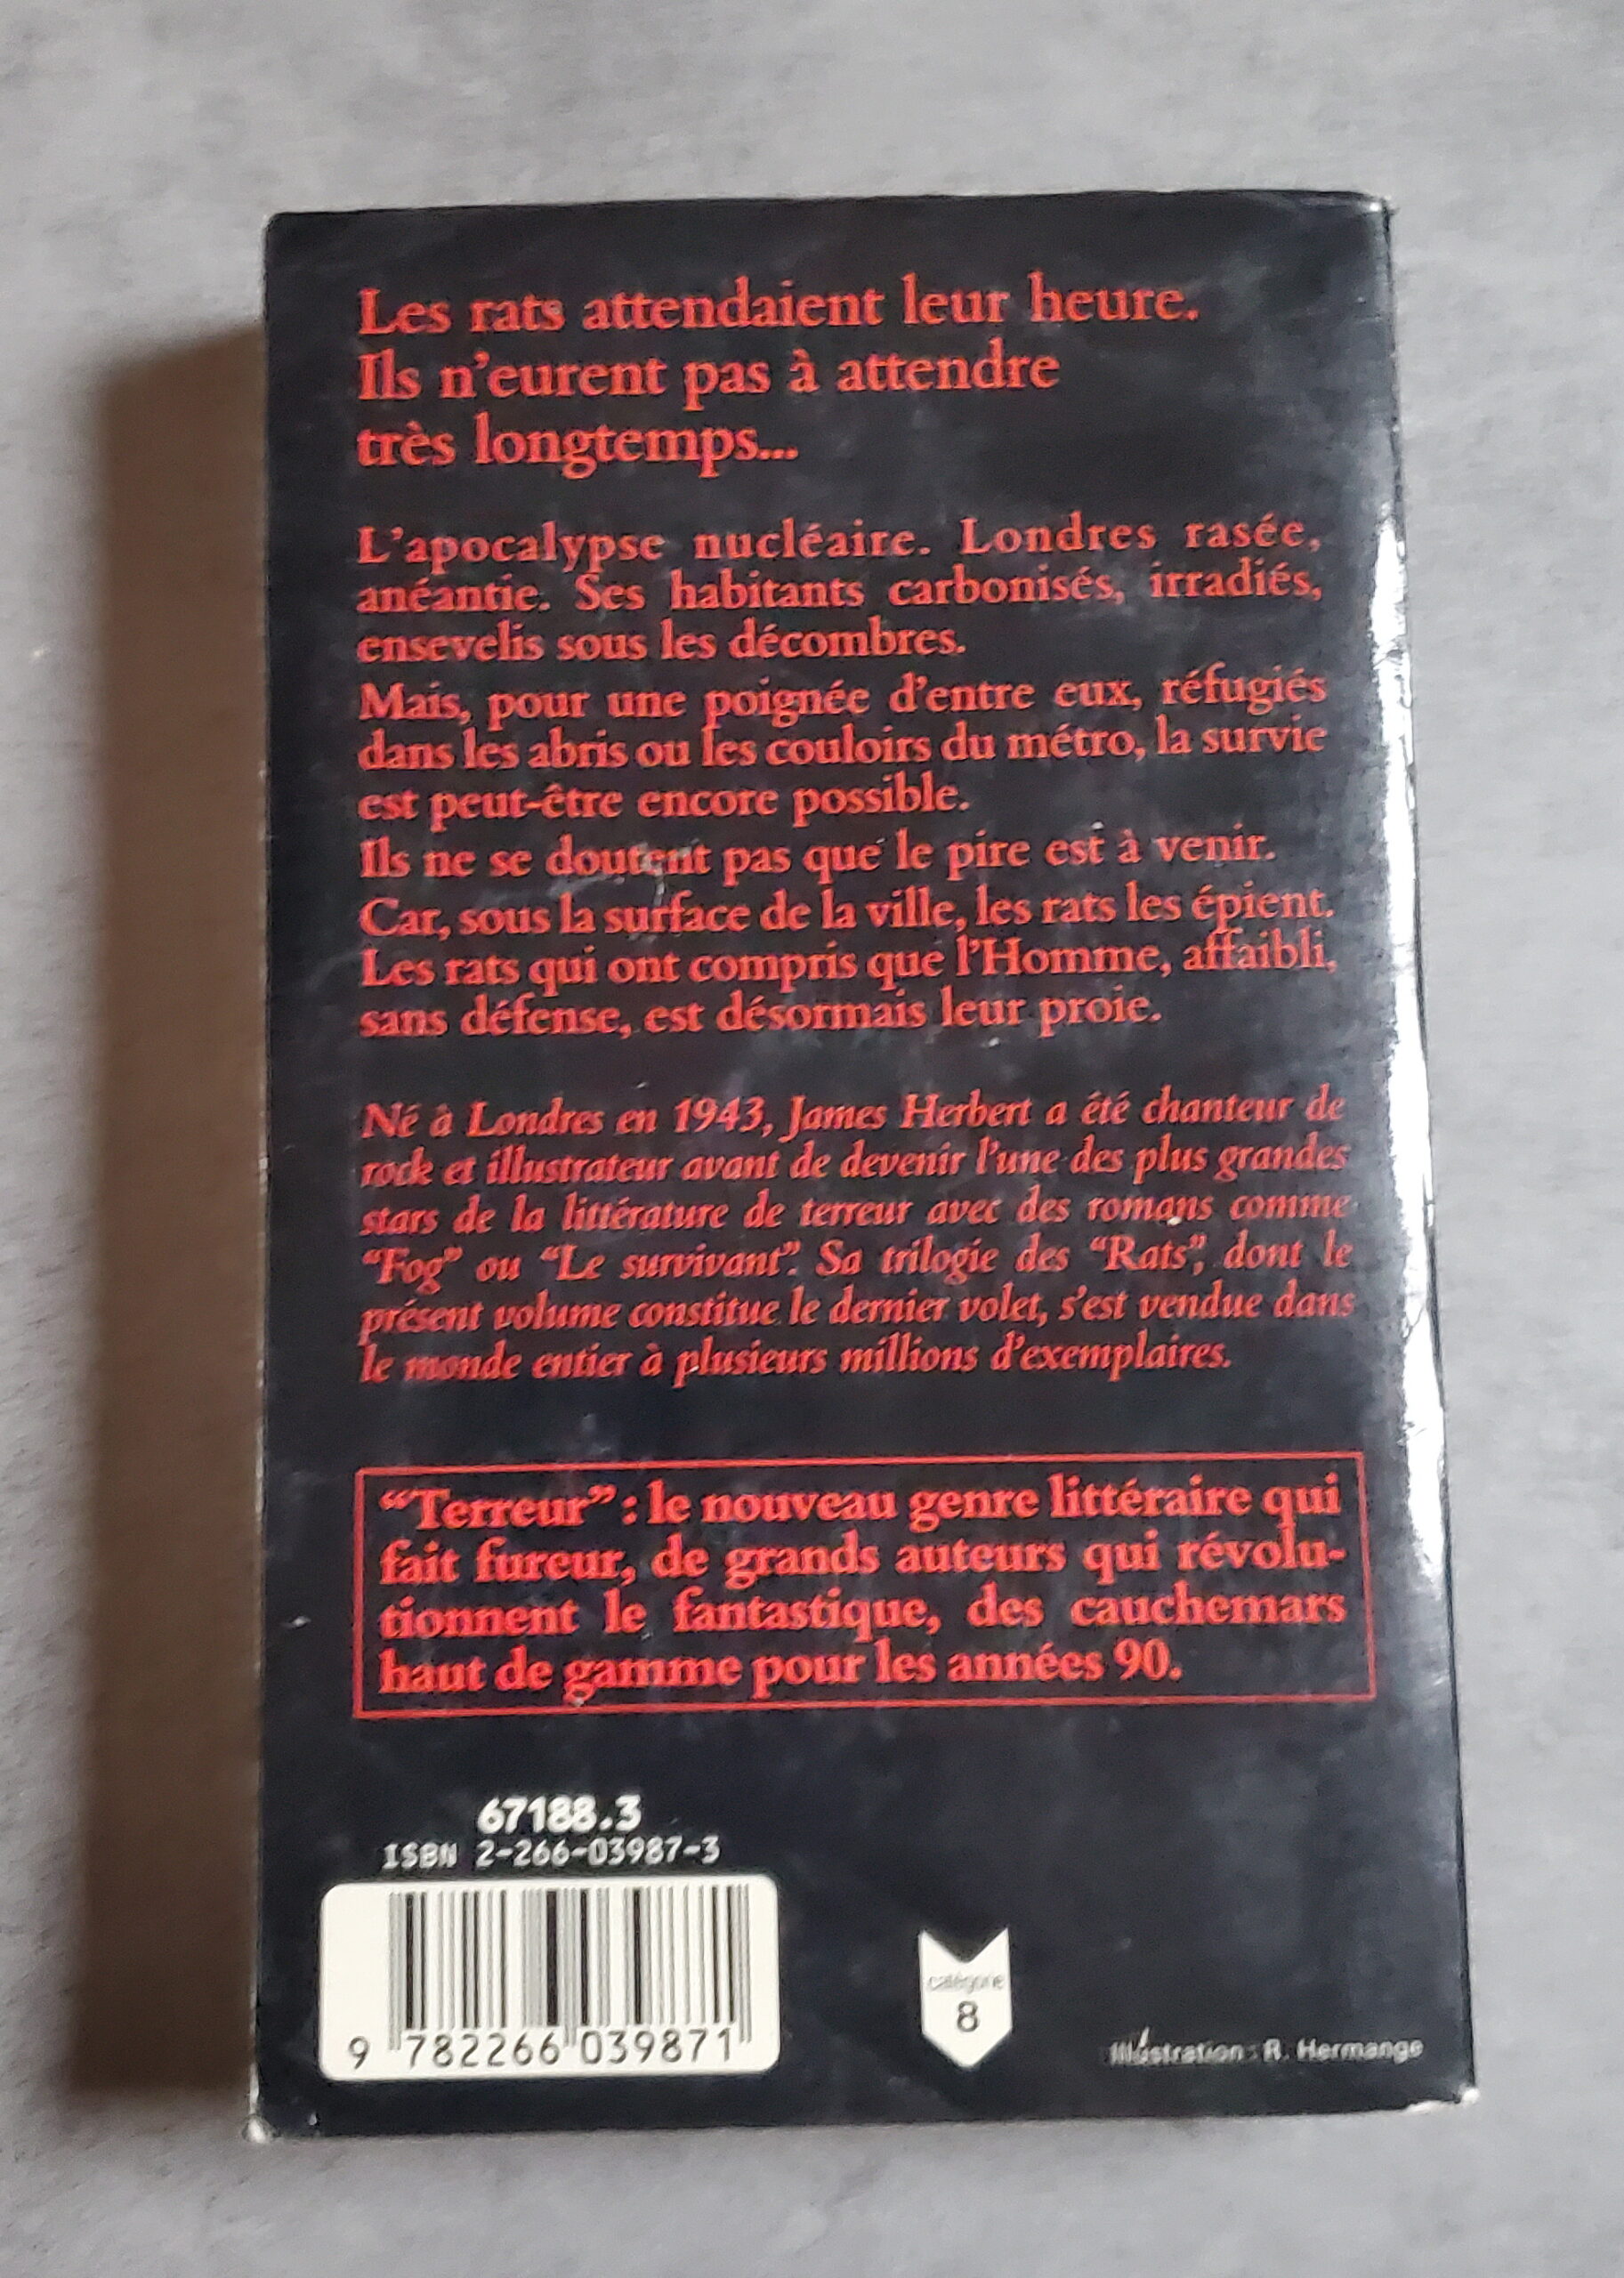 Les rats attendaient leur heure.
Ils n'eurent pas à attendre
très longtemps...
L'apocalypse nucléaire. Londres rasée,
anéantie. Ses habitants carbonisés, irradiés,
ensevelis sous les décombres.
Mais, pour une poignée d'entre eux, réfugiés
dans les abris ou les couloirs du métro, la survie
est peut-être encore possible.
Ils ne se doutent pas que le pire est à venir.
Car, sous la surface de la ville, les rats les épient.
Les rats qui ont compris que l'Homme, affaibli,
sans défense, est désormais leur proie.
Né à Londres en 1943, James Herbert a été chanteur de
rock et illustrateur avant de devenir l'une des plus grandes
stars de la littérature de terreur avec des romans comme
“Fog” ou “Le survivant”. Sa trilogie des “Rats”, dont le
présent volume constitue le dernier volet, s'est vendue dans
le monde entier à plusieurs millions d'exemplaires.
“Terreur” : le nouveau genre littéraire qui
fait fureur, de grands auteurs qui révolu-
tionnent le fantastique, des cauchemars
haut de gamme pour les années 90.
67188.3
ISBN 2-266-03987-3
9 782266 039871
catégorie
8
Illustration : R. Hermange